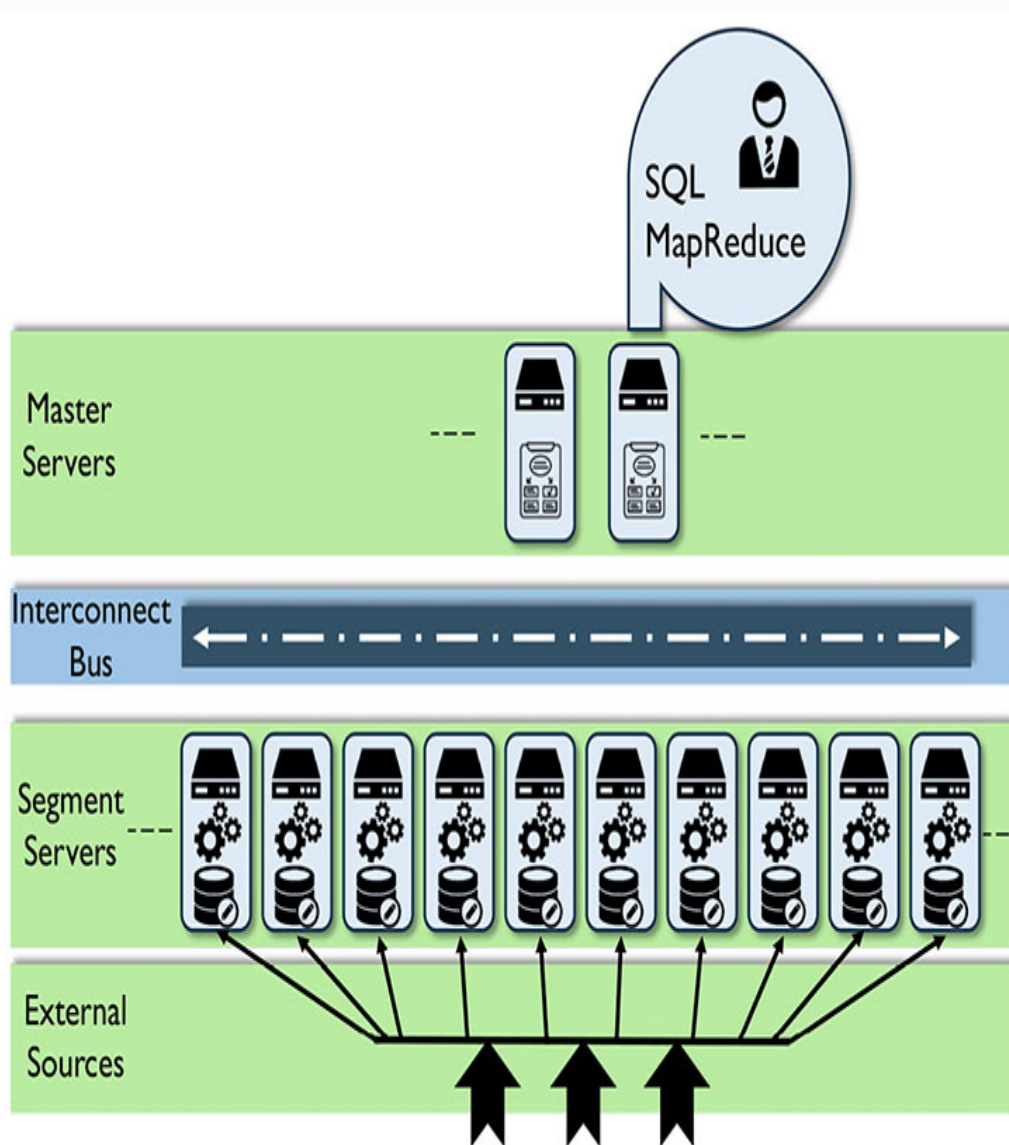 SQL
MapReduce
Master
Servers
Interconnect
Bus
Segment
Servers
External
Sources